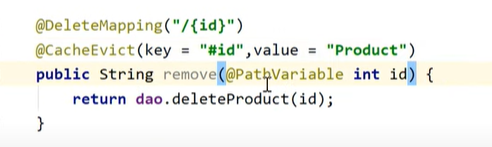 @DeleteMapping("/{id}")
@CacheEvict(key = "#id",value = "Product")
public String remove(@PathVariable int id) {
return dao.deleteProduct(id);
}